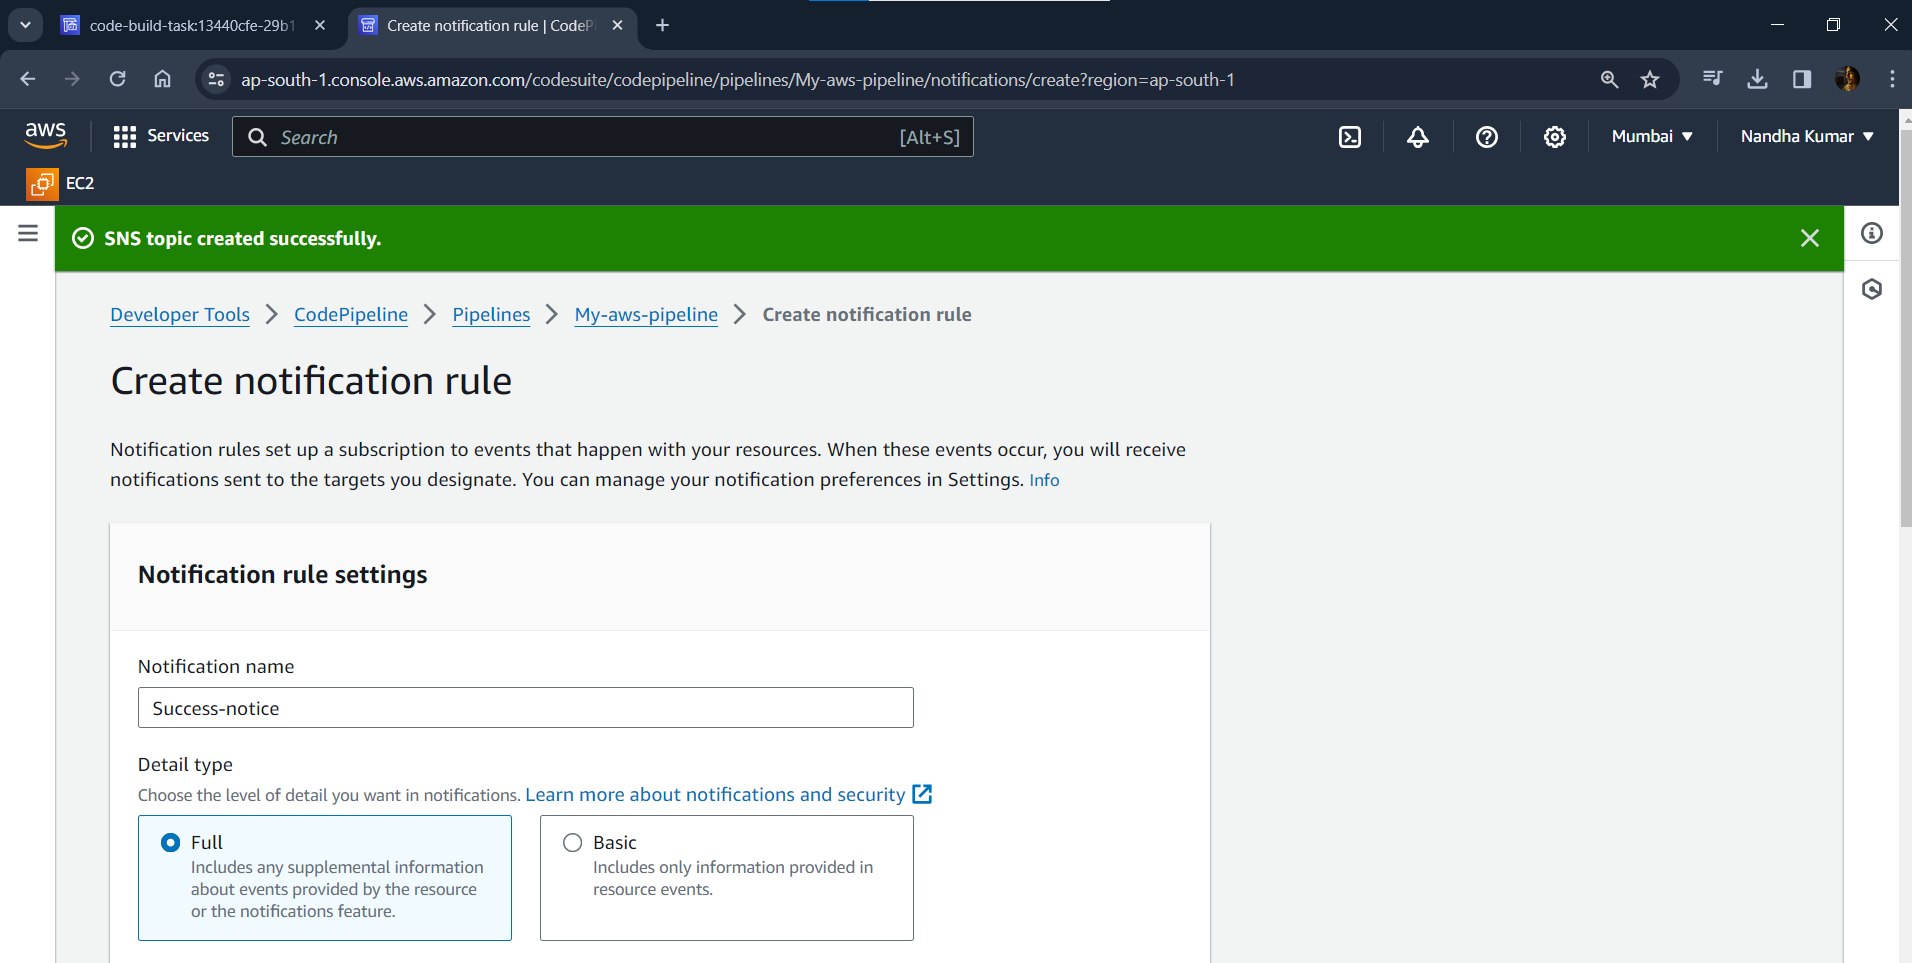 code-build-task:13440cfe-29b1
Create notification rule | CodeP
ap-south-1.console.aws.amazon.com/codesuite/codepipeline/pipelines/My-aws-pipeline/notifications/create?region=ap-south-1
aws
Services
Search
[Alt+S]
Mumbai
Nandha Kumar
EC2
SNS topic created successfully.
Developer Tools
CodePipeline
Pipelines
My-aws-pipeline
Create notification rule
Create notification rule
Notification rules set up a subscription to events that happen with your resources. When these events occur, you will receive
notifications sent to the targets you designate. You can manage your notification preferences in Settings. Info
Notification rule settings
Notification name
Success-notice
Detail type
Choose the level of detail you want in notifications. Learn more about notifications and security
Full
Includes any supplemental information
about events provided by the resource
or the notifications feature.
Basic
Includes only information provided in
resource events.